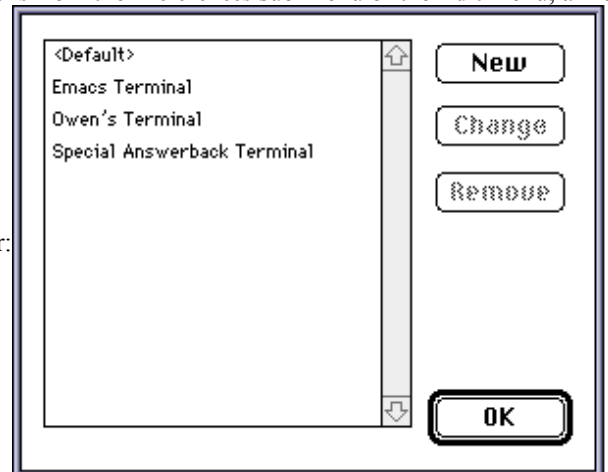 <Default>
Emacs Terminal
Owen's Terminal
Special Answerback Terminal
New
Change
Remove
OK